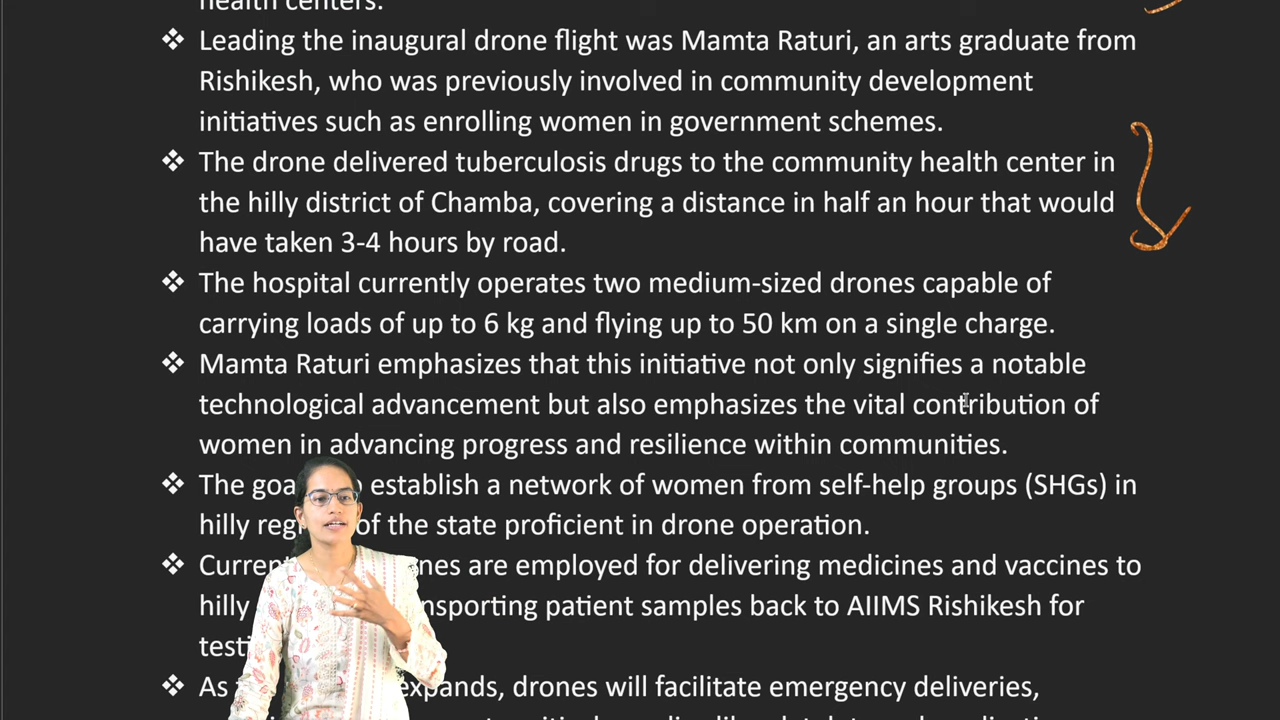 health centers.
❖ Leading the inaugural drone flight was Mamta Raturi, an arts graduate from
Rishikesh, who was previously involved in community development
initiatives such as enrolling women in government schemes.
❖ The drone delivered tuberculosis drugs to the community health center in
the hilly district of Chamba, covering a distance in half an hour that would
have taken 3-4 hours by road.
❖ The hospital currently operates two medium-sized drones capable of
carrying loads of up to 6 kg and flying up to 50 km on a single charge.
❖ Mamta Raturi emphasizes that this initiative not only signifies a notable
technological advancement but also emphasizes the vital contribution of
women in advancing progress and resilience within communities.
❖ The establish a network of women from self-help groups (SHGs) in
hilly of the state proficient in drone operation.
❖ are employed for delivering medicines and vaccines to
hilly patient samples back to AIIMS Rishikesh for
❖ As expands, drones will facilitate emergency deliveries,